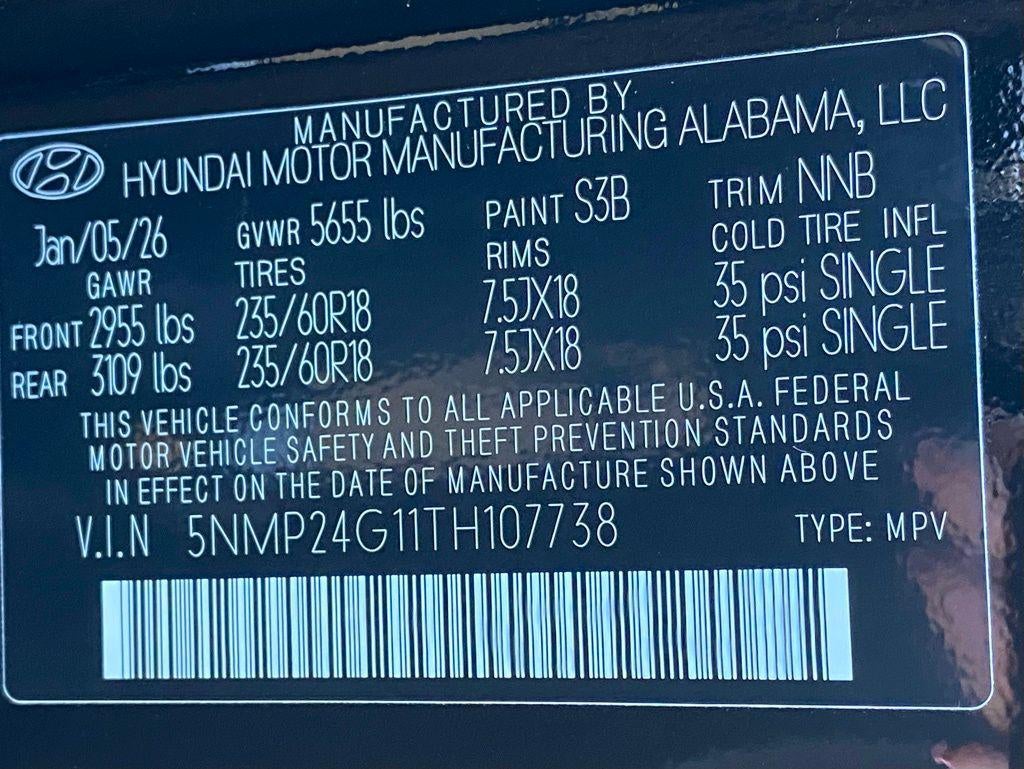 MANUFACTURED BY
HYUNDAI MOTOR MANUFACTURING ALABAMA, LLC
Jan/05/26 GVWR 5655 lbs PAINT S3B TRIM NNB
GAWR TIRES RIMS COLD TIRE INFL
FRONT 2955 lbs 235/60R18 7.5JX18 35 psi SINGLE
REAR 3109 lbs 235/60R18 7.5JX18 35 psi SINGLE
THIS VEHICLE CONFORMS TO ALL APPLICABLE U.S.A. FEDERAL
MOTOR VEHICLE SAFETY AND THEFT PREVENTION STANDARDS
IN EFFECT ON THE DATE OF MANUFACTURE SHOWN ABOVE
V.I.N 5NMP24G11TH107738 TYPE: MPV